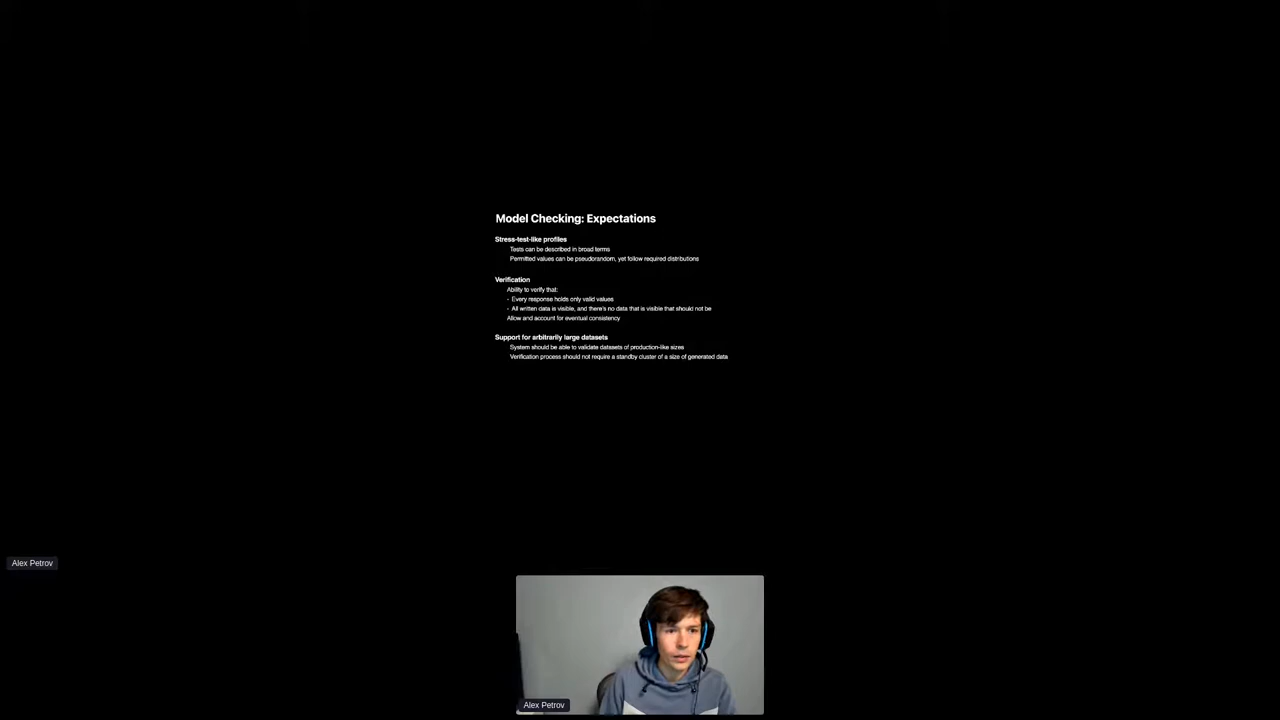 Model Checking: Expectations
Stress-test-like profiles
Tests can be described in broad terms
Permitted values can be pseudorandom, yet follow required distributions
Verification
Ability to verify that:
- Every response holds only valid values
- All written data is visible, and there's no data that is visible that should not be
Allow and account for eventual consistency
Support for arbitrarily large datasets
System should be able to validate datasets of production-like sizes
Verification process should not require a standby cluster of a size of generated data
Alex Petrov
Alex Petrov